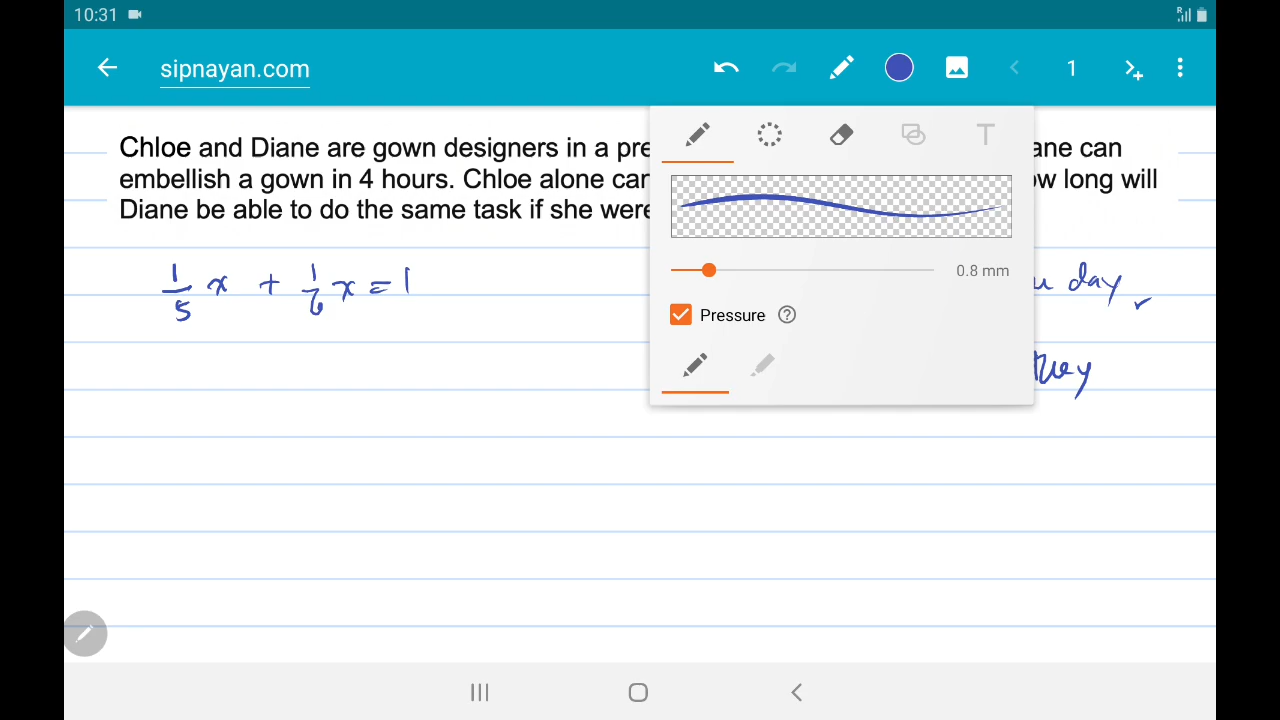 10:31
sipnayan.com
1
Chloe and Diane are gown designers in a pre ane can
embellish a gown in 4 hours. Chloe alone car ow long will
Diane be able to do the same task if she were
T
0.8 mm
Pressure
1/5 x + 1/6 x = 1
day
they